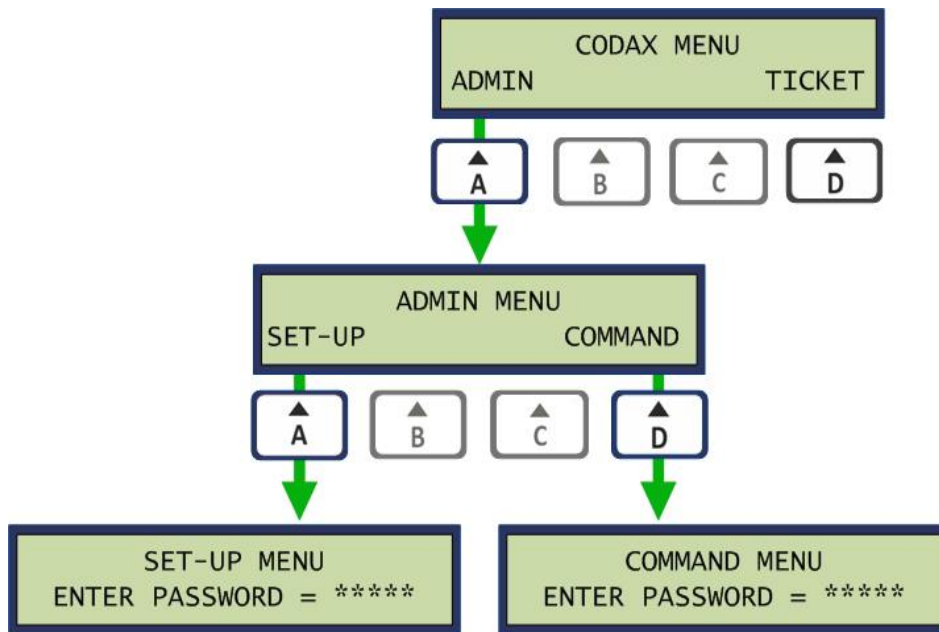 CODAX MENU
ADMIN TICKET
A B C D
ADMIN MENU
SET-UP COMMAND
A B C D
SET-UP MENU
ENTER PASSWORD = *****
COMMAND MENU
ENTER PASSWORD = *****